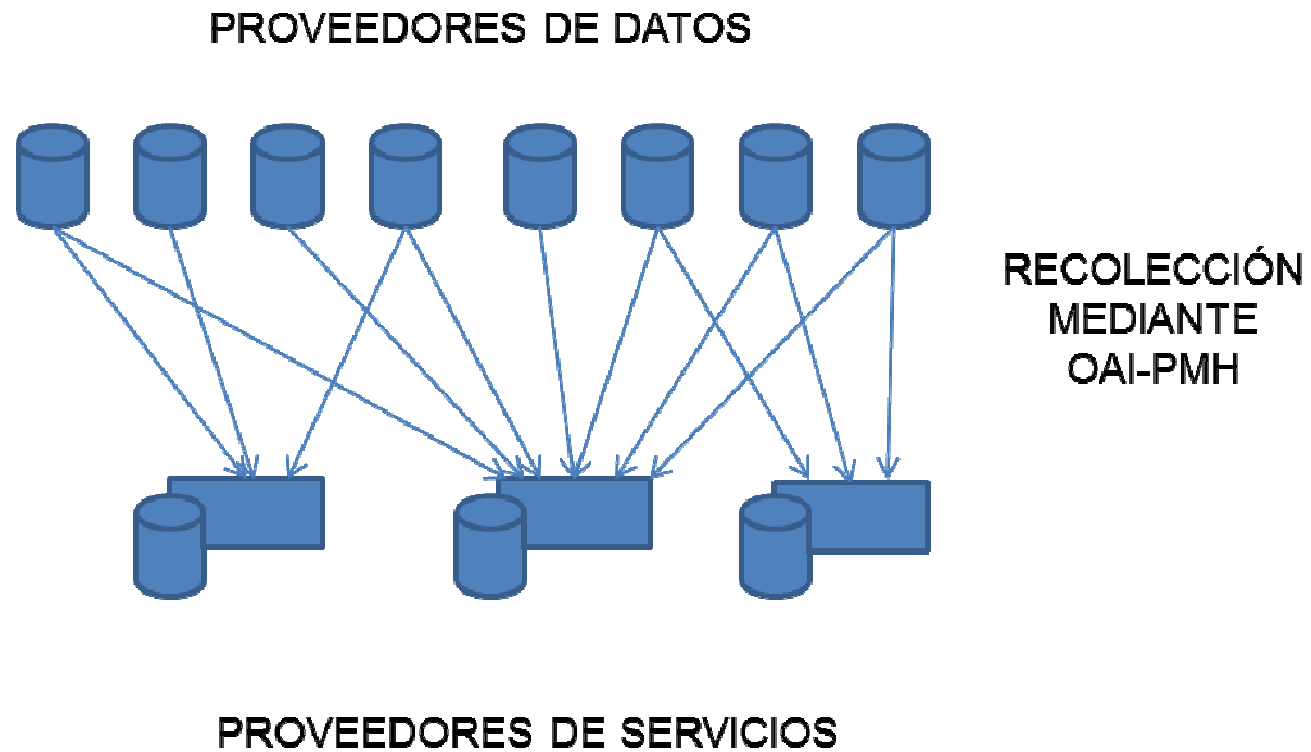 PROVEEDORES DE DATOS
RECOLECCIÓN
MEDIANTE
OAI-PMH
PROVEEDORES DE SERVICIOS